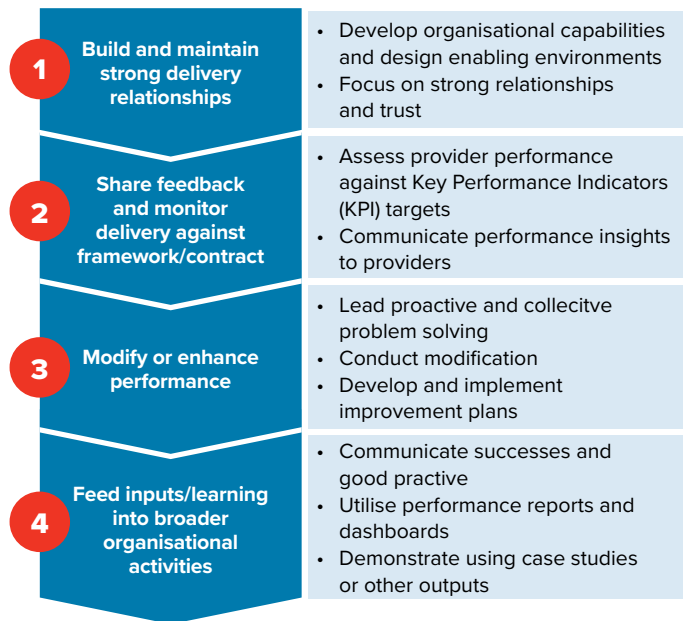 1
Build and maintain
strong delivery
relationships
• Develop organisational capabilities
and design enabling environments
• Focus on strong relationships
and trust
2
Share feedback
and monitor
delivery against
framework/contract
• Assess provider performance
against Key Performance Indicators
(KPI) targets
• Communicate performance insights
to providers
3
Modify or enhance
performance
• Lead proactive and collecitve
problem solving
• Conduct modification
• Develop and implement
improvement plans
4
Feed inputs/learning
into broader
organisational
activities
• Communicate successes and
good practive
• Utilise performance reports and
dashboards
• Demonstrate using case studies
or other outputs